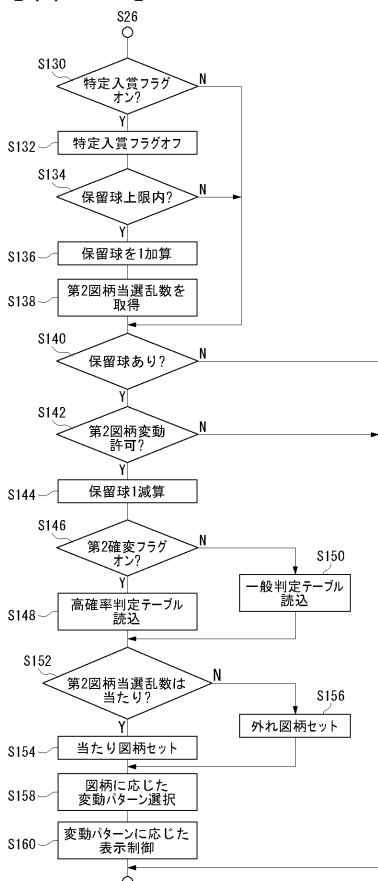 S26
S130
特定入賞フラグ
オン?
N
Y
S132
特定入賞フラグオフ
S134
保留球上限内?
N
Y
S136
保留球を1加算
S138
第2図柄当選乱数を
取得
S140
保留球あり?
N
Y
S142
第2図柄変動
許可?
N
Y
S144
保留球1減算
S146
第2確変フラグ
オン?
N
Y
S150
一般判定テーブル
読込
S148
高確率判定テーブル
読込
S152
第2図柄当選乱数は
当たり?
N
Y
S156
外れ図柄セット
S154
当たり図柄セット
S158
図柄に応じた
変動パターン選択
S160
変動パターンに応じた
表示制御